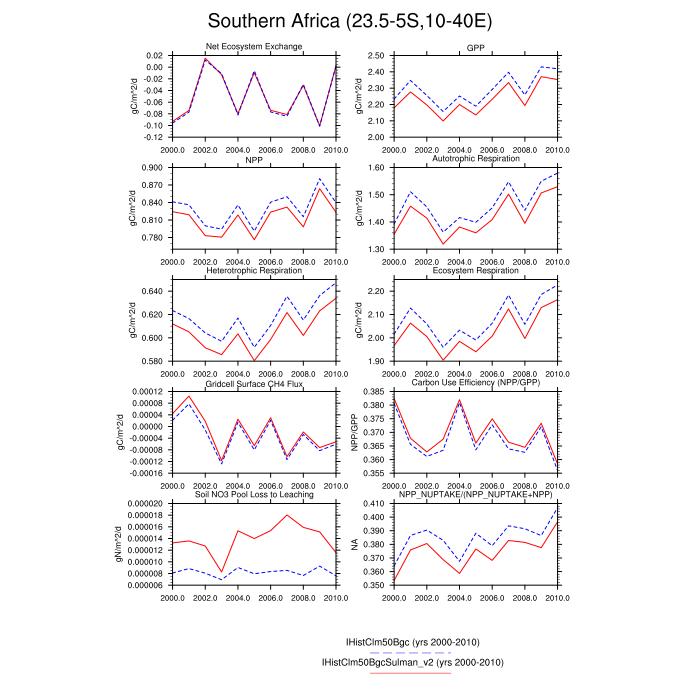 Southern Africa (23.5-5S,10-40E)
Net Ecosystem Exchange
gC/m^2/d
0.02
0.00
-0.02
-0.04
-0.06
-0.08
-0.10
-0.12
2000.0 2002.0 2004.0 2006.0 2008.0 2010.0
GPP
gC/m^2/d
2.50
2.40
2.30
2.20
2.10
2.00
2000.0 2002.0 2004.0 2006.0 2008.0 2010.0
NPP
gC/m^2/d
0.900
0.870
0.840
0.810
0.780
2000.0 2002.0 2004.0 2006.0 2008.0 2010.0
Autotrophic Respiration
gC/m^2/d
1.60
1.50
1.40
1.30
2000.0 2002.0 2004.0 2006.0 2008.0 2010.0
Heterotrophic Respiration
gC/m^2/d
0.640
0.620
0.600
0.580
2000.0 2002.0 2004.0 2006.0 2008.0 2010.0
Ecosystem Respiration
gC/m^2/d
2.20
2.10
2.00
1.90
2000.0 2002.0 2004.0 2006.0 2008.0 2010.0
Gridcell Surface CH4 Flux
gC/m^2/d
0.00012
0.00008
0.00004
0.00000
-0.00004
-0.00008
-0.00012
-0.00016
2000.0 2002.0 2004.0 2006.0 2008.0 2010.0
Carbon Use Efficiency (NPP/GPP)
NPP/GPP
0.385
0.380
0.375
0.370
0.365
0.360
0.355
2000.0 2002.0 2004.0 2006.0 2008.0 2010.0
Soil NO3 Pool Loss to Leaching
gN/m^2/d
0.000020
0.000018
0.000016
0.000014
0.000012
0.000010
0.000008
0.000006
2000.0 2002.0 2004.0 2006.0 2008.0 2010.0
NPP_NUPTAKE/(NPP_NUPTAKE+NPP)
NA
0.410
0.400
0.390
0.380
0.370
0.360
0.350
2000.0 2002.0 2004.0 2006.0 2008.0 2010.0
IHistClm50Bgc (yrs 2000-2010)
IHistClm50BgcSulman_v2 (yrs 2000-2010)